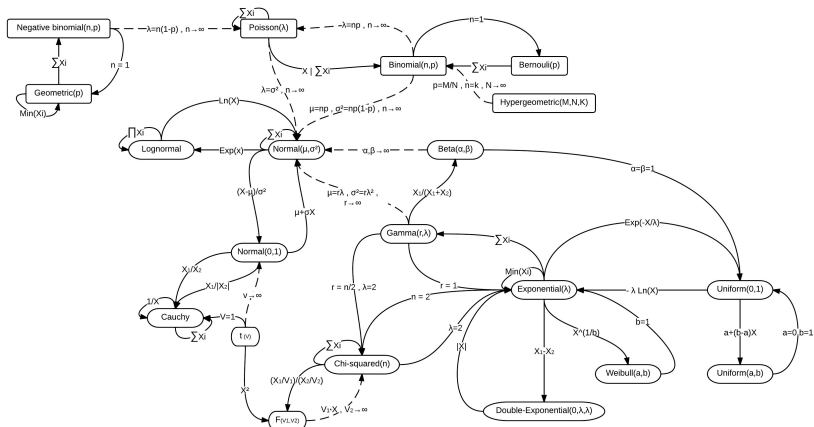 ∑Xi
Negative binomial(n,p)
λ=n(1-p) , n→∞
Poisson(λ)
λ=np , n→∞
n=1
∑Xi
n = 1
X | ∑Xi
Binomial(n,p)
∑Xi
Bernouli(p)
Geometric(p)
Min(Xi)
λ=σ² , n→∞
p=M/N , n=k , N→∞
Ln(X)
μ=np , σ²=np(1-p) , n→∞
Hypergeometric(M,N,K)
∏Xi
∑Xi
Lognormal
Exp(x)
Normal(μ,σ²)
α,β→∞
Beta(α,β)
α=β=1
(X-μ)/σ²
μ=rλ , σ²=rλ² ,
r→∞
X₁/(X₁+X₂)
μ+σX
Exp(-X/λ)
Gamma(r,λ)
∑Xi
Normal(0,1)
X₁/X₂
Min(Xi)
X₁/|X₂|
r = n/2 , λ=2
r = 1
Exponential(λ)
- λ Ln(X)
Uniform(0,1)
1/X
n = 2
Cauchy
V=1
λ=2
b=1
X^(1/b)
a+(b-a)X
a=0,b=1
∑Xi
t (V)
∑Xi
|X|
X₁-X₂
Chi-squared(n)
Weibull(a,b)
Uniform(a,b)
(X₁/V₁)/(X₂/V₂)
X²
V₁·X , V₂→∞
F(V1,V2)
Double-Exponential(0,λ,λ)